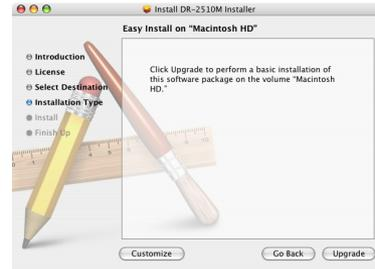 Install DR-2510M Installer
Easy Install on "Macintosh HD"
Introduction
License
Select Destination
Installation Type
Install
Finish Up
Click Upgrade to perform a basic installation of
this software package on the volume "Macintosh
HD."
Customize
Go Back
Upgrade